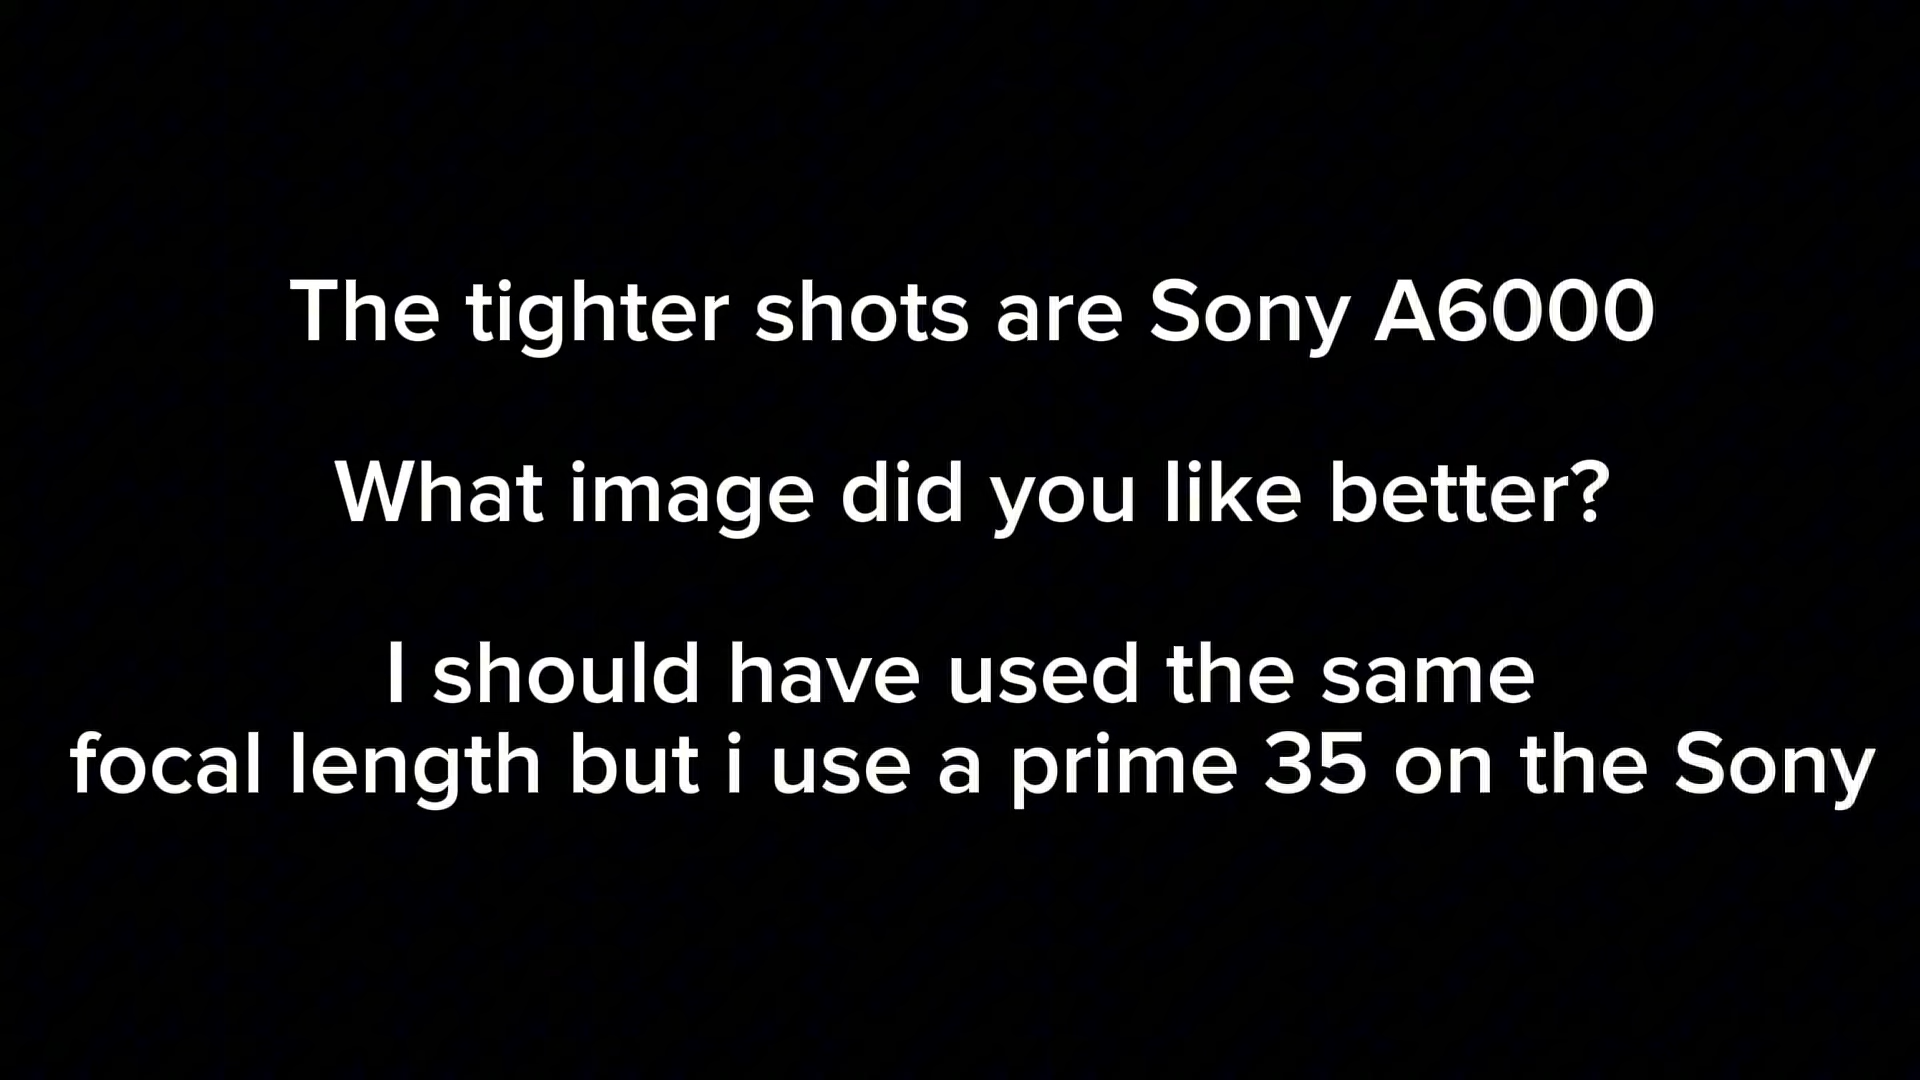 The tighter shots are Sony A6000
What image did you like better?
I should have used the same
focal length but i use a prime 35 on the Sony